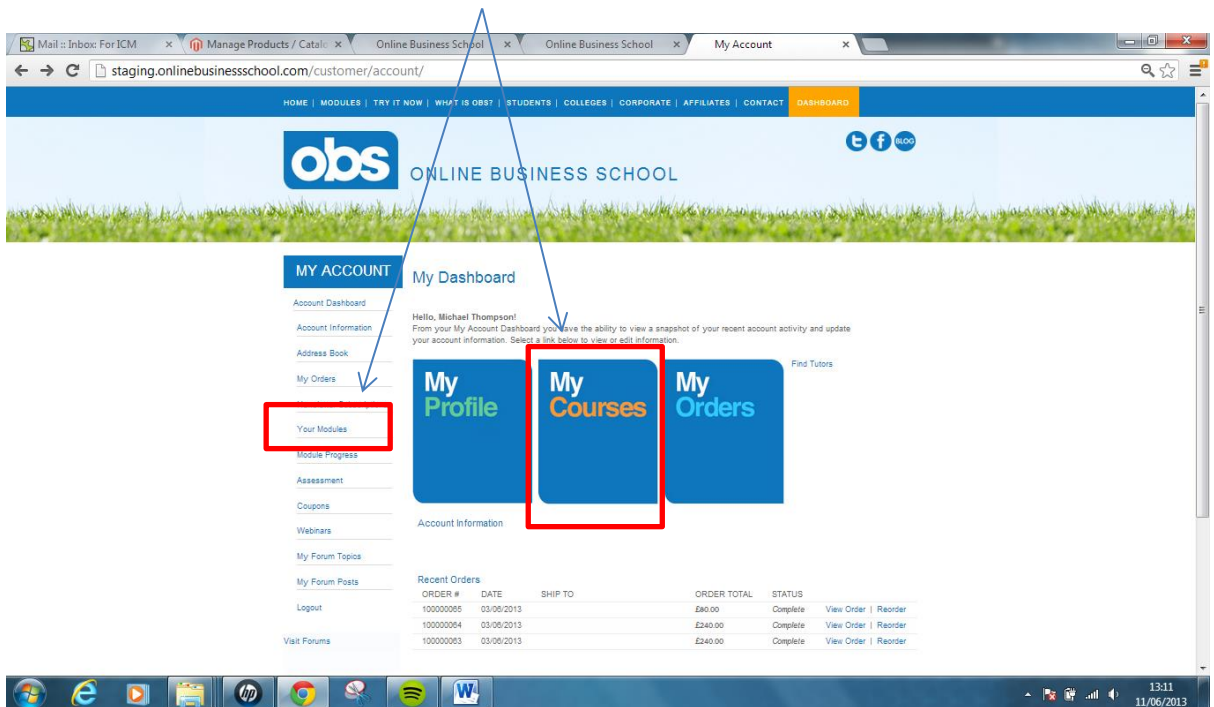 Mail :: Inbox: For ICM
Manage Products / Catalo
Online Business School
Online Business School
My Account
staging.onlinebusinessschool.com/customer/account/
HOME | MODULES | TRY IT NOW | WHAT IS OBS? | STUDENTS | COLLEGES | CORPORATE | AFFILIATES | CONTACT DASHBOARD
obs
ONLINE BUSINESS SCHOOL
BLOG
MY ACCOUNT
Account Dashboard
Account Information
Address Book
My Orders
Your Modules
Module Progress
Assessment
Coupons
Webinars
My Forum Topics
My Forum Posts
Logout
Visit Forums
My Dashboard
Hello, Michael Thompson!
From your My Account Dashboard you have the ability to view a snapshot of your recent account activity and update
your account information. Select a link below to view or edit information.
My
Profile
My
Courses
My
Orders
Find Tutors
Account Information
Recent Orders
ORDER # DATE SHIP TO ORDER TOTAL STATUS
100000065 03/06/2013 £80.00 Complete View Order | Reorder
100000064 03/06/2013 £240.00 Complete View Order | Reorder
100000063 03/06/2013 £240.00 Complete View Order | Reorder
13:11
11/06/2013